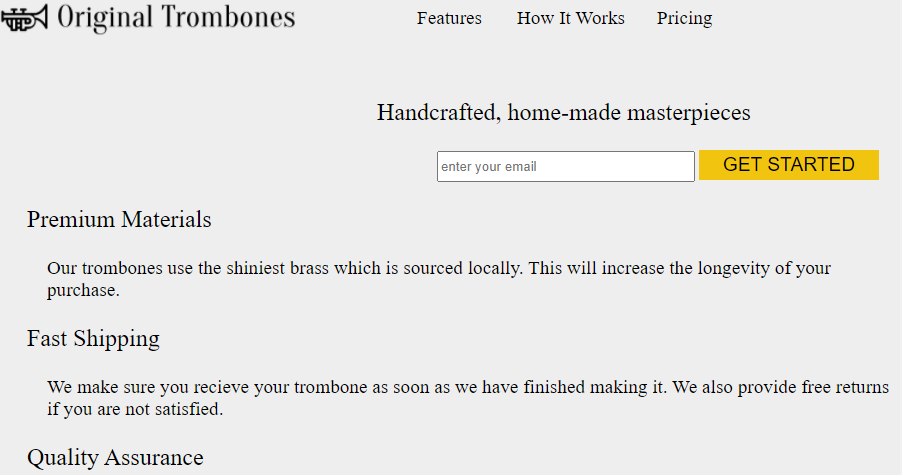 Original Trombones
Features How It Works Pricing
Handcrafted, home-made masterpieces
enter your email GET STARTED
Premium Materials
Our trombones use the shiniest brass which is sourced locally. This will increase the longevity of your
purchase.
Fast Shipping
We make sure you recieve your trombone as soon as we have finished making it. We also provide free returns
if you are not satisfied.
Quality Assurance